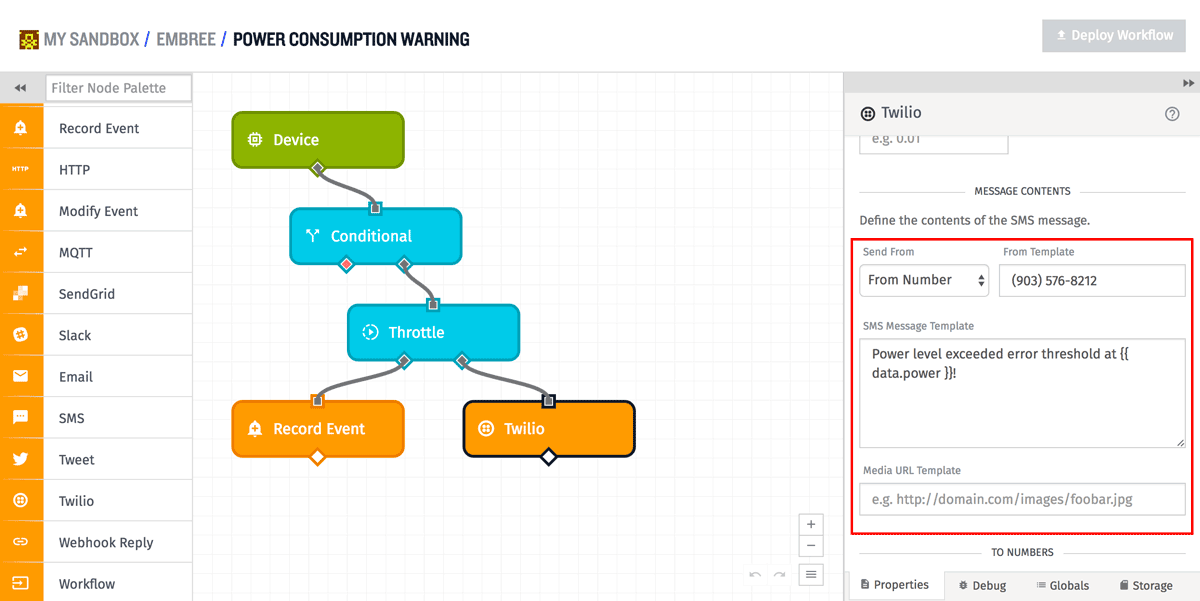 MY SANDBOX / EMBREE / POWER CONSUMPTION WARNING
Deploy Workflow
Filter Node Palette
Record Event
HTTP HTTP
Modify Event
MQTT
SendGrid
Slack
Email
SMS
Tweet
Twilio
Webhook Reply
Workflow
Device
Conditional
Throttle
Record Event
Twilio
Twilio
e.g. 0.01
MESSAGE CONTENTS
Define the contents of the SMS message.
Send From From Template
From Number (903) 576-8212
SMS Message Template
Power level exceeded error threshold at {{
data.power }}!
Media URL Template
e.g. http://domain.com/images/foobar.jpg
TO NUMBERS
Properties Debug Globals Storage